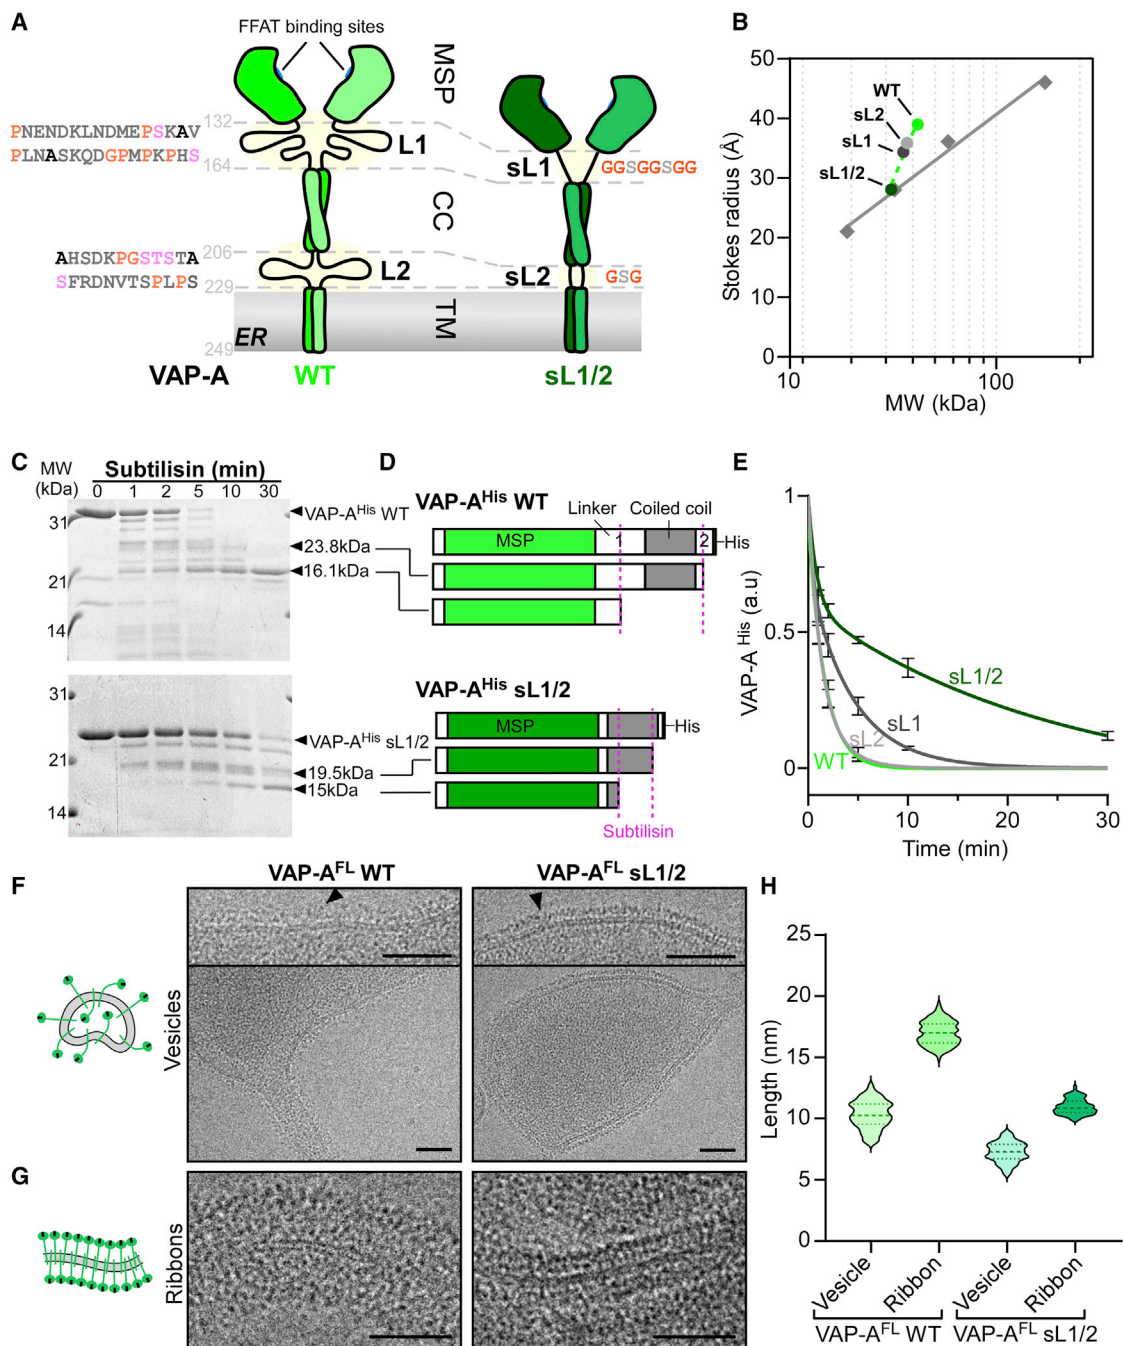 A
FFAT binding sites
MSP
PNENDKLNDMEPSKAV
PLNASKQDGPMPKPHS
132
164
L1
sL1
GGSGGSGG
CC
AHSDKPGSTSTA
SFRDNVTSPLPS
206
229
L2
sL2
GSG
TM
ER
249
VAP-A
WT
sL1/2
B
Stokes radius (Å)
50
40
30
20
10
0
WT
sL2
sL1
sL1/2
10
100
MW (kDa)
C
MW
(kDa)
Subtilisin (min)
0 1 2 5 10 30
31
21
14
VAP-AHis WT
23.8kDa
16.1kDa
31
21
14
VAP-AHis sL1/2
19.5kDa
15kDa
D
VAP-AHis WT
Linker
Coiled coil
MSP
1
2
His
VAP-AHis sL1/2
MSP
His
Subtilisin
E
VAP-A His (a.u)
1
0.5
0
sL1/2
sL1
sL2
WT
0 10 20 30
Time (min)
F
VAP-AFL WT
VAP-AFL sL1/2
Vesicles
G
Ribbons
H
Length (nm)
25
20
15
10
5
0
Vesicle
Ribbon
Vesicle
Ribbon
VAP-AFL WT
VAP-AFL sL1/2